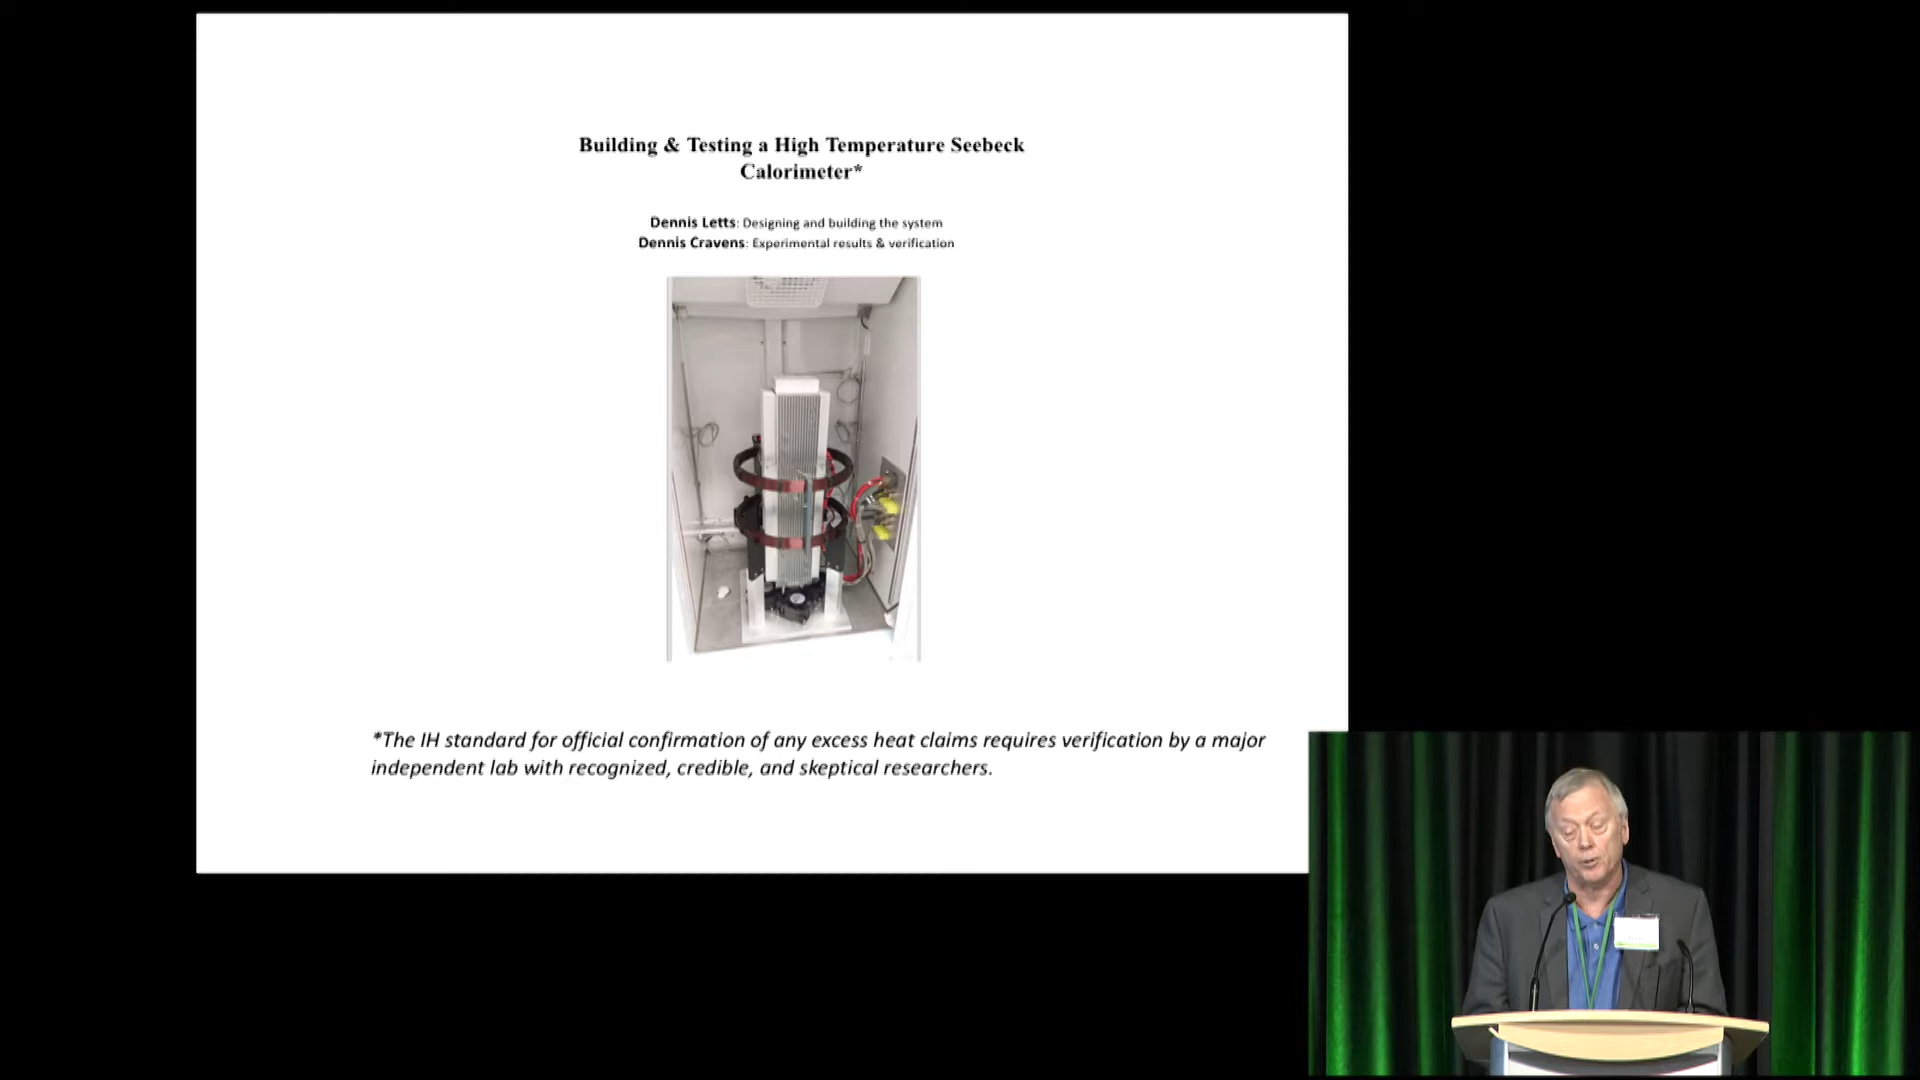 Building & Testing a High Temperature Seebeck
Calorimeter*
Dennis Letts: Designing and building the system
Dennis Cravens: Experimental results & verification
*The IH standard for official confirmation of any excess heat claims requires verification by a major
independent lab with recognized, credible, and skeptical researchers.